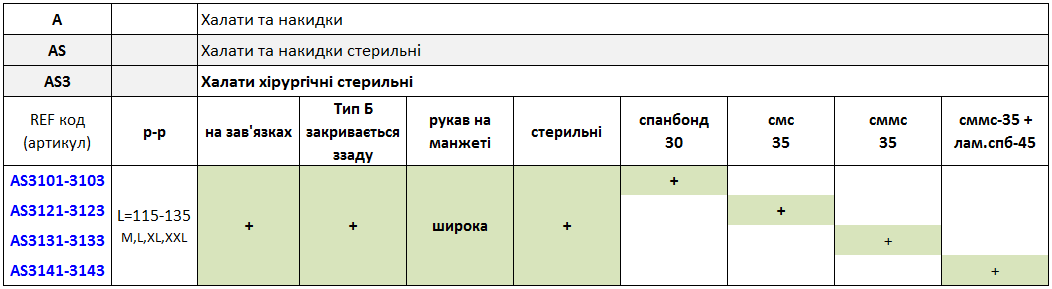 А Халати та накидки
AS Халати та накидки стерильні
AS3 Халати хірургічні стерильні
REF код (артикул) р-р на зав'язках Тип Б закривається ззаду рукав на манжеті стерильні спанбонд 30 смс 35 сммс 35 сммс-35 + лам.спб-45
AS3101-3103 +
AS3121-3123 +
L=115-135 M,L,XL,XXL + + широка +
AS3131-3133 +
AS3141-3143 +